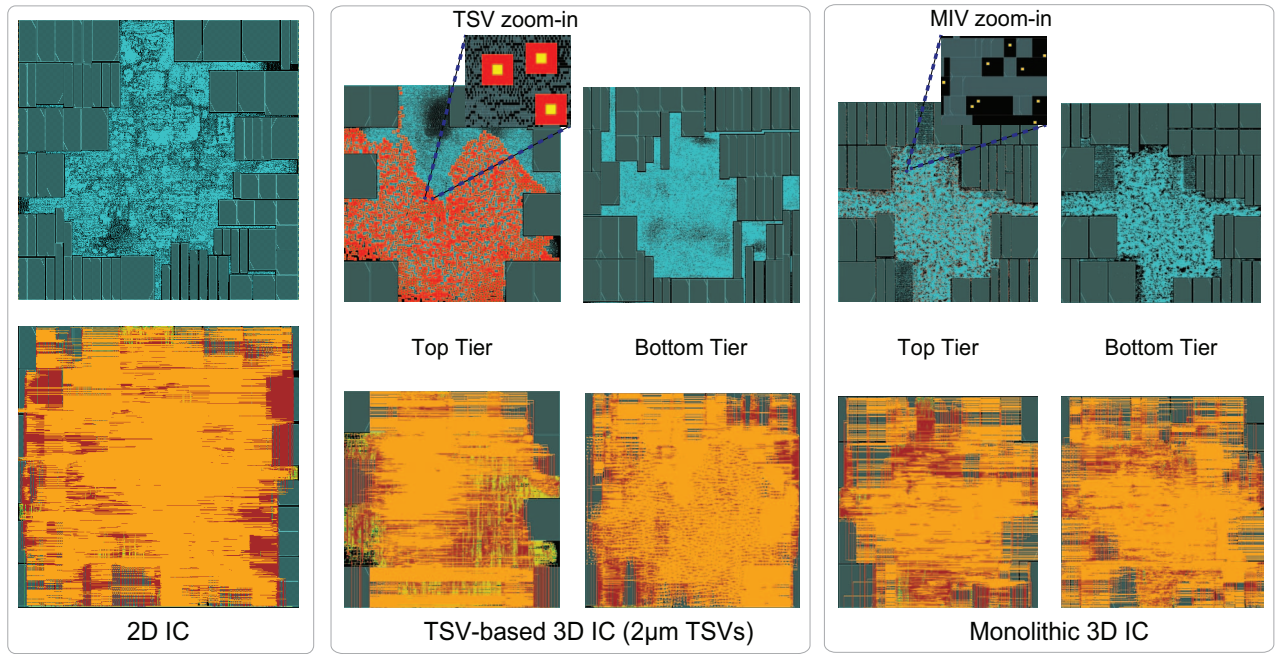 TSV zoom-in
MIV zoom-in
Top Tier
Bottom Tier
Top Tier
Bottom Tier
2D IC
TSV-based 3D IC (2μm TSVs)
Monolithic 3D IC